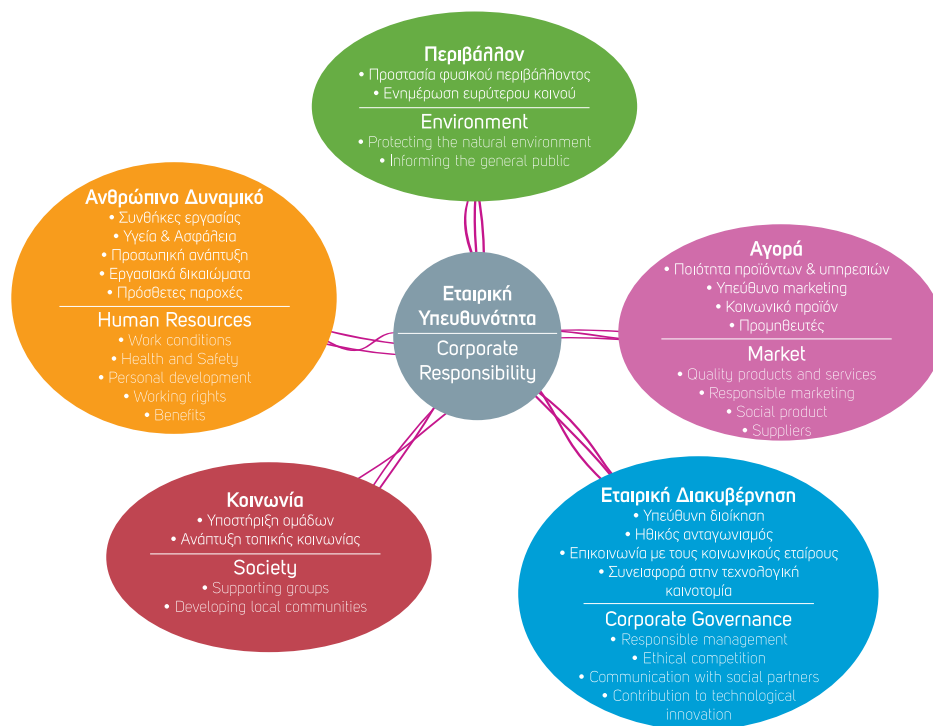 Περιβάλλον
• Προστασία φυσικού περιβάλλοντος
• Ενημέρωση ευρύτερου κοινού
Environment
• Protecting the natural environment
• Informing the general public
Ανθρώπινο Δυναμικό
• Συνθήκες εργασίας
• Υγεία & Ασφάλεια
• Προσωπική ανάπτυξη
• Εργασιακά δικαιώματα
• Πρόσθετες παροχές
Human Resources
• Work conditions
• Health and Safety
• Personal development
• Working rights
• Benefits
Εταιρική
Υπευθυνότητα
Corporate
Responsibility
Αγορά
• Ποιότητα προϊόντων & υπηρεσιών
• Υπεύθυνο marketing
• Κοινωνικό προϊόν
• Προμηθευτές
Market
• Quality products and services
• Responsible marketing
• Social product
• Suppliers
Κοινωνία
• Υποστήριξη ομάδων
• Ανάπτυξη τοπικής κοινωνίας
Society
• Supporting groups
• Developing local communities
Εταιρική Διακυβέρνηση
• Υπεύθυνη διοίκηση
• Ηθικός ανταγωνισμός
• Επικοινωνία με τους κοινωνικούς εταίρους
• Συνεισφορά στην τεχνολογική
καινοτομία
Corporate Governance
• Responsible management
• Ethical competition
• Communication with social partners
• Contribution to technological
innovation